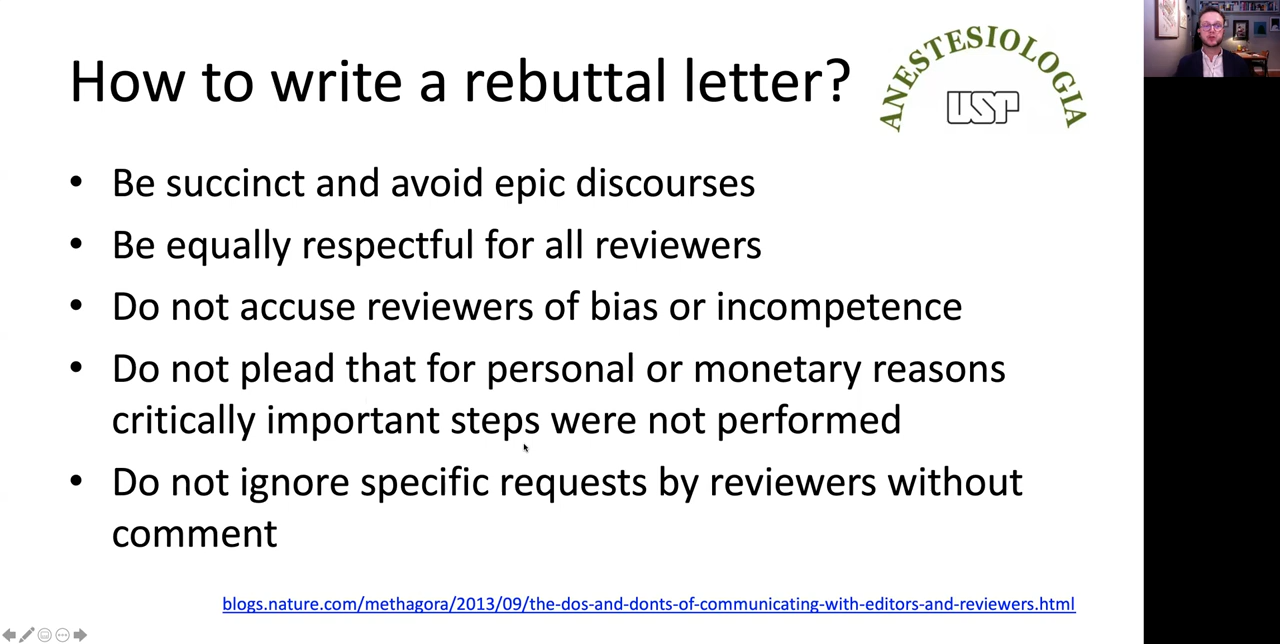 How to write a rebuttal letter?
ANESTESIOLOGIA
USP
• Be succinct and avoid epic discourses
• Be equally respectful for all reviewers
• Do not accuse reviewers of bias or incompetence
• Do not plead that for personal or monetary reasons
critically important steps were not performed
• Do not ignore specific requests by reviewers without
comment
blogs.nature.com/methagora/2013/09/the-dos-and-donts-of-communicating-with-editors-and-reviewers.html